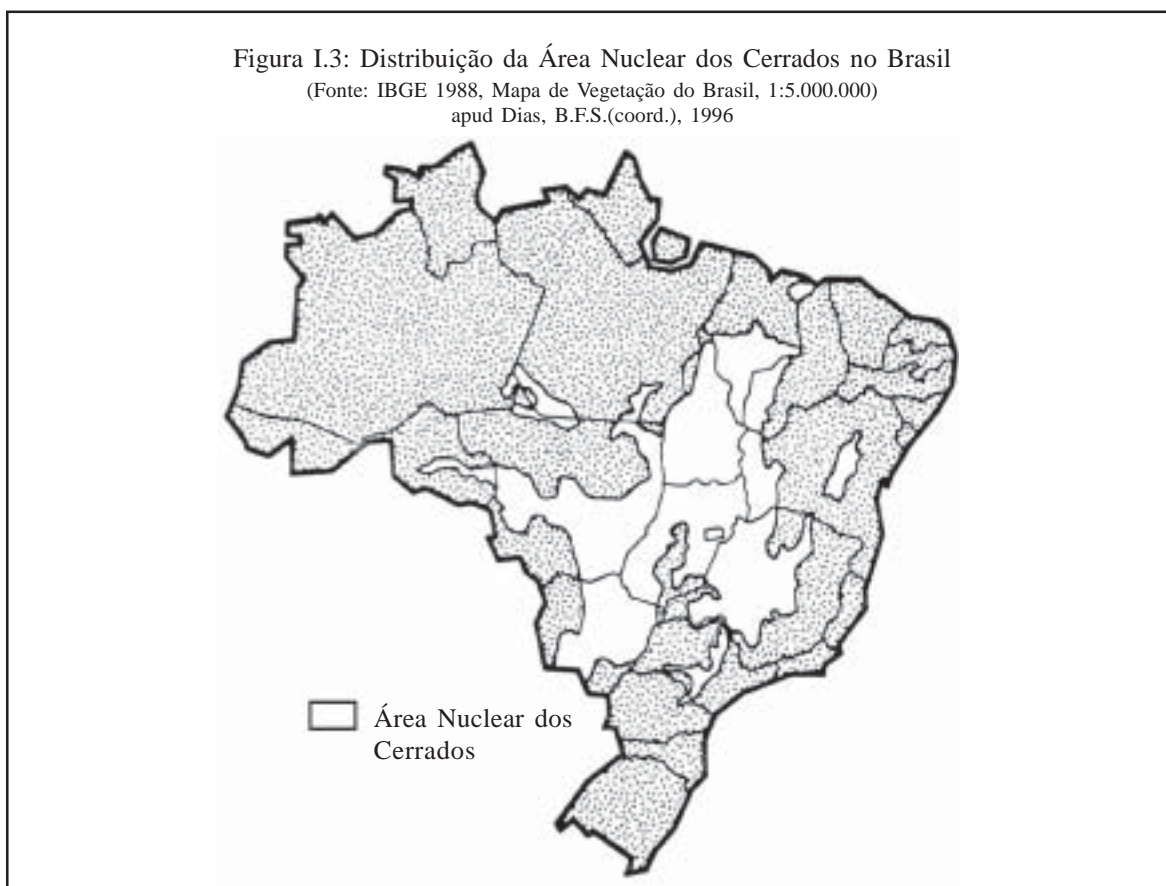 Figura I.3: Distribuição da Área Nuclear dos Cerrados no Brasil
(Fonte: IBGE 1988, Mapa de Vegetação do Brasil, 1:5.000.000)
apud Dias, B.F.S.(coord.), 1996
Área Nuclear dos
Cerrados